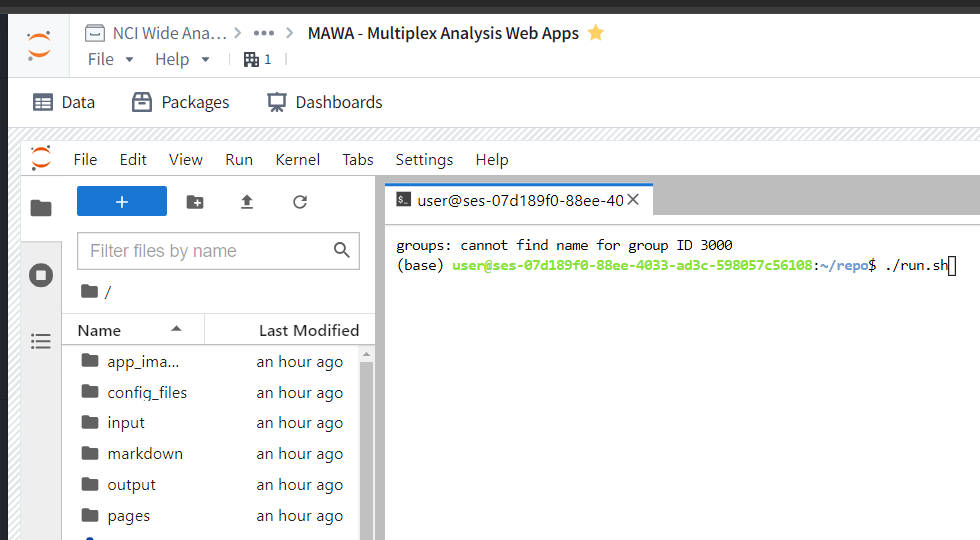 NCI Wide Ana... > ••• > MAWA - Multiplex Analysis Web Apps
File Help 1
Data Packages Dashboards
File Edit View Run Kernel Tabs Settings Help
+
user@ses-07d189f0-88ee-40
Filter files by name
/
Name Last Modified
app_ima... an hour ago
config_files an hour ago
input an hour ago
markdown an hour ago
output an hour ago
pages an hour ago
groups: cannot find name for group ID 3000
(base) user@ses-07d189f0-88ee-4033-ad3c-598057c56108:~/repo$ ./run.sh